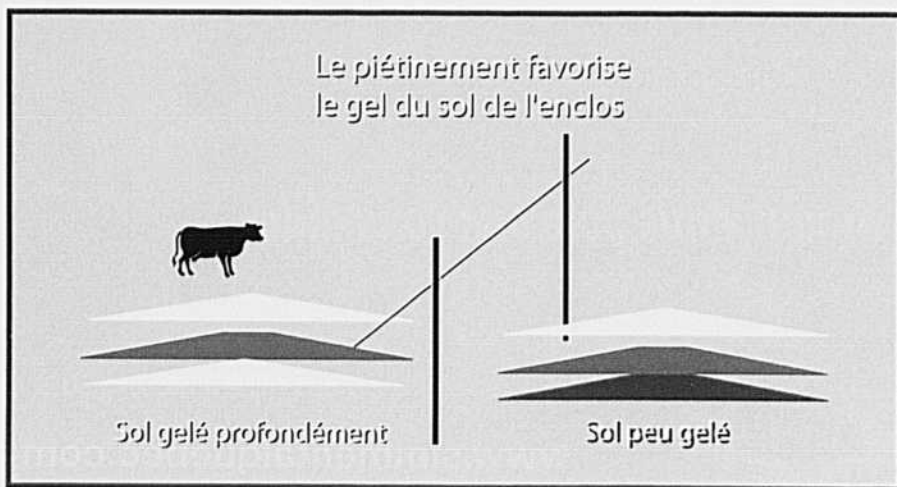 Le piétinement favorise
le gel du sol de l'enclos
Sol gelé profondément
Sol peu gelé